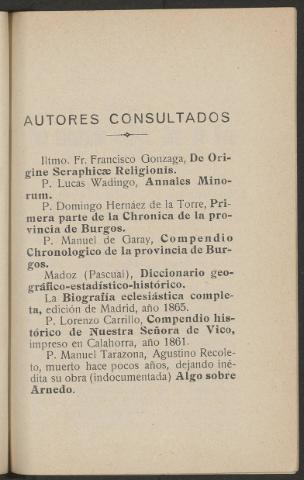 AUTORES CONSULTADOS
Iltmo. Fr. Francisco Gonzaga, De Ori-
gine Seraphicæ Religionis.
P. Lucas Wadingo, Annales Mino-
rum.
P. Domingo Hernáez de la Torre, Pri-
mera parte de la Chronica de la pro-
vincia de Burgos.
P. Manuel de Garay, Compendio
Chronologico de la provincia de Bur-
gos.
Madoz (Pascual), Diccionario geo-
gráfico-estadístico-histórico.
La Biografía eclesiástica comple-
ta, edición de Madrid, año 1865.
P. Lorenzo Carrillo, Compendio his-
tórico de Nuestra Señora de Vico,
impreso en Calahorra, año 1861.
P. Manuel Tarazona, Agustino Recole-
to, muerto hace pocos años, dejando iné-
dita su obra (indocumentada) Algo sobre
Arnedo.